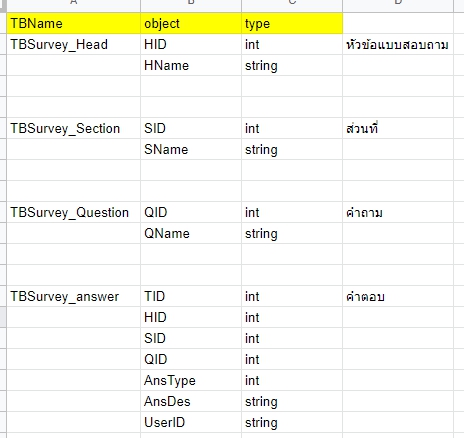 A B C D
TBName object type
TBSurvey_Head HID int หัวข้อแบบสอบถาม
HName string
TBSurvey_Section SID int ส่วนที่
SName string
TBSurvey_Question QID int คำถาม
QName string
TBSurvey_answer TID int คำตอบ
HID int
SID int
QID int
AnsType int
AnsDes string
UserID string